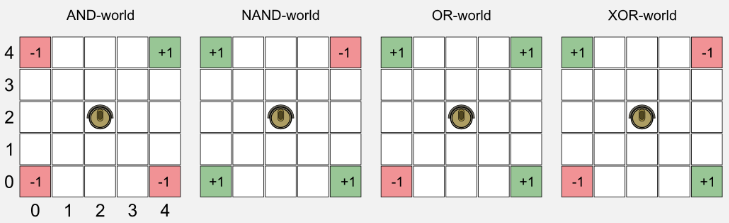 AND-world NAND-world OR-world XOR-world
4 -1 +1 +1 -1 +1 +1 +1 -1
3
2
1
0 -1 -1 +1 +1 -1 +1 -1 +1
0 1 2 3 4